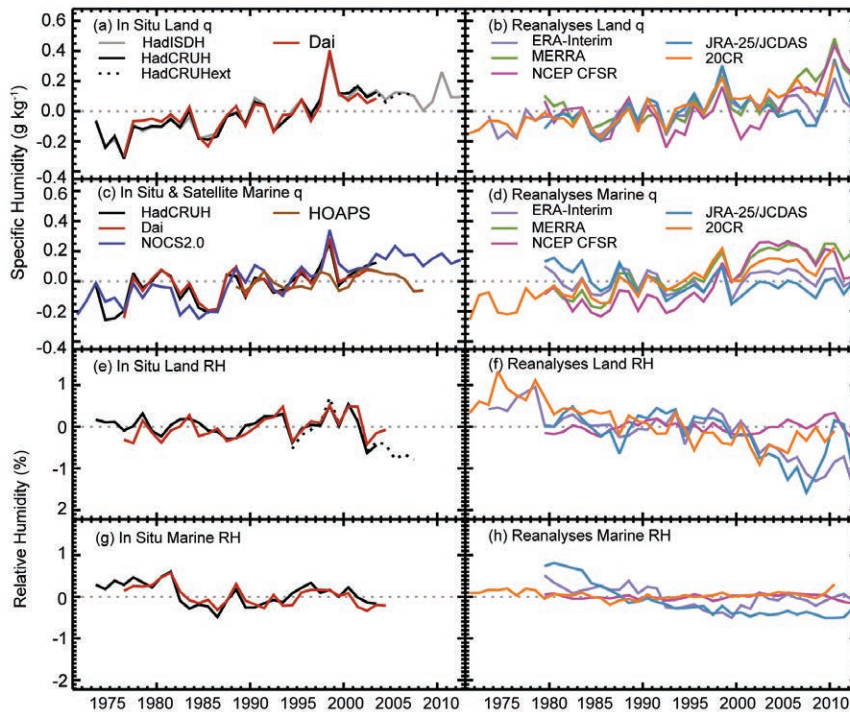 (a) In Situ Land q
HadISDH
HadCRUH
HadCRUHext
Dai
(b) Reanalyses Land q
ERA-Interim
MERRA
NCEP CFSR
JRA-25/JCDAS
20CR
0.6
0.4
0.2
0.0
-0.2
-0.4
Specific Humidity (g kg⁻¹)
(c) In Situ & Satellite Marine q
HadCRUH
Dai
NOCS2.0
HOAPS
(d) Reanalyses Marine q
ERA-Interim
MERRA
NCEP CFSR
JRA-25/JCDAS
20CR
0.6
0.4
0.2
0.0
-0.2
-0.4
(e) In Situ Land RH
(f) Reanalyses Land RH
1
0
-1
2
Relative Humidity (%)
(g) In Situ Marine RH
(h) Reanalyses Marine RH
1
0
-1
-2
1975 1980 1985 1990 1995 2000 2005 2010 1975 1980 1985 1990 1995 2000 2005 2010